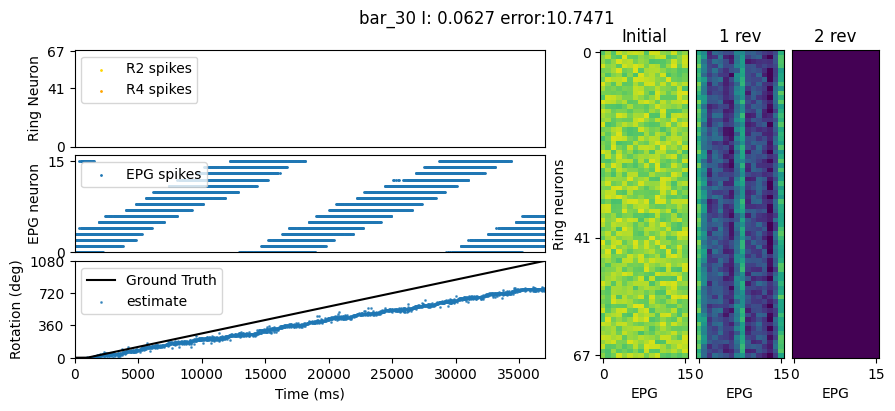 bar_30 I: 0.0627 error:10.7471
67
41
0
Ring Neuron
R2 spikes
R4 spikes
15
0
EPG neuron
EPG spikes
1080
720
360
0
Rotation (deg)
Ground Truth
estimate
0 5000 10000 15000 20000 25000 30000 35000
Time (ms)
Initial 1 rev 2 rev
0
41
67
Ring neurons
0 15 0 15 0 15
EPG EPG EPG